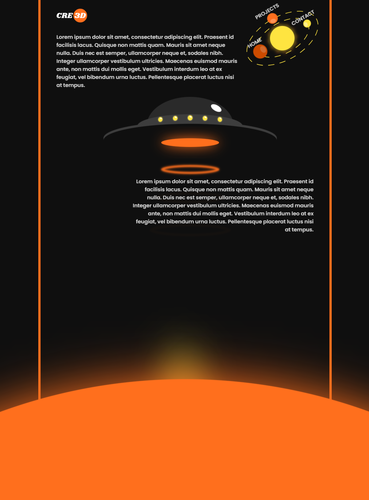 CRE3D
PROJECTS
CONTACT
HOME
Lorem ipsum dolor sit amet, consectetur adipiscing elit. Praesent id
facilisis lacus. Quisque non mattis quam. Mauris sit amet neque
nulla. Duis nec est semper, ullamcorper neque et, sodales nibh.
Integer ullamcorper vestibulum ultricies. Maecenas euismod mauris
ante, non mattis dui mollis eget. Vestibulum interdum leo at ex
feugiat, vel bibendum urna luctus. Pellentesque placerat luctus nisi
at tempus.
Lorem ipsum dolor sit amet, consectetur adipiscing elit. Praesent id
facilisis lacus. Quisque non mattis quam. Mauris sit amet neque
nulla. Duis nec est semper, ullamcorper neque et, sodales nibh.
Integer ullamcorper vestibulum ultricies. Maecenas euismod mauris
ante, non mattis dui mollis eget. Vestibulum interdum leo at ex
feugiat, vel bibendum urna luctus. Pellentesque placerat luctus nisi
at tempus.